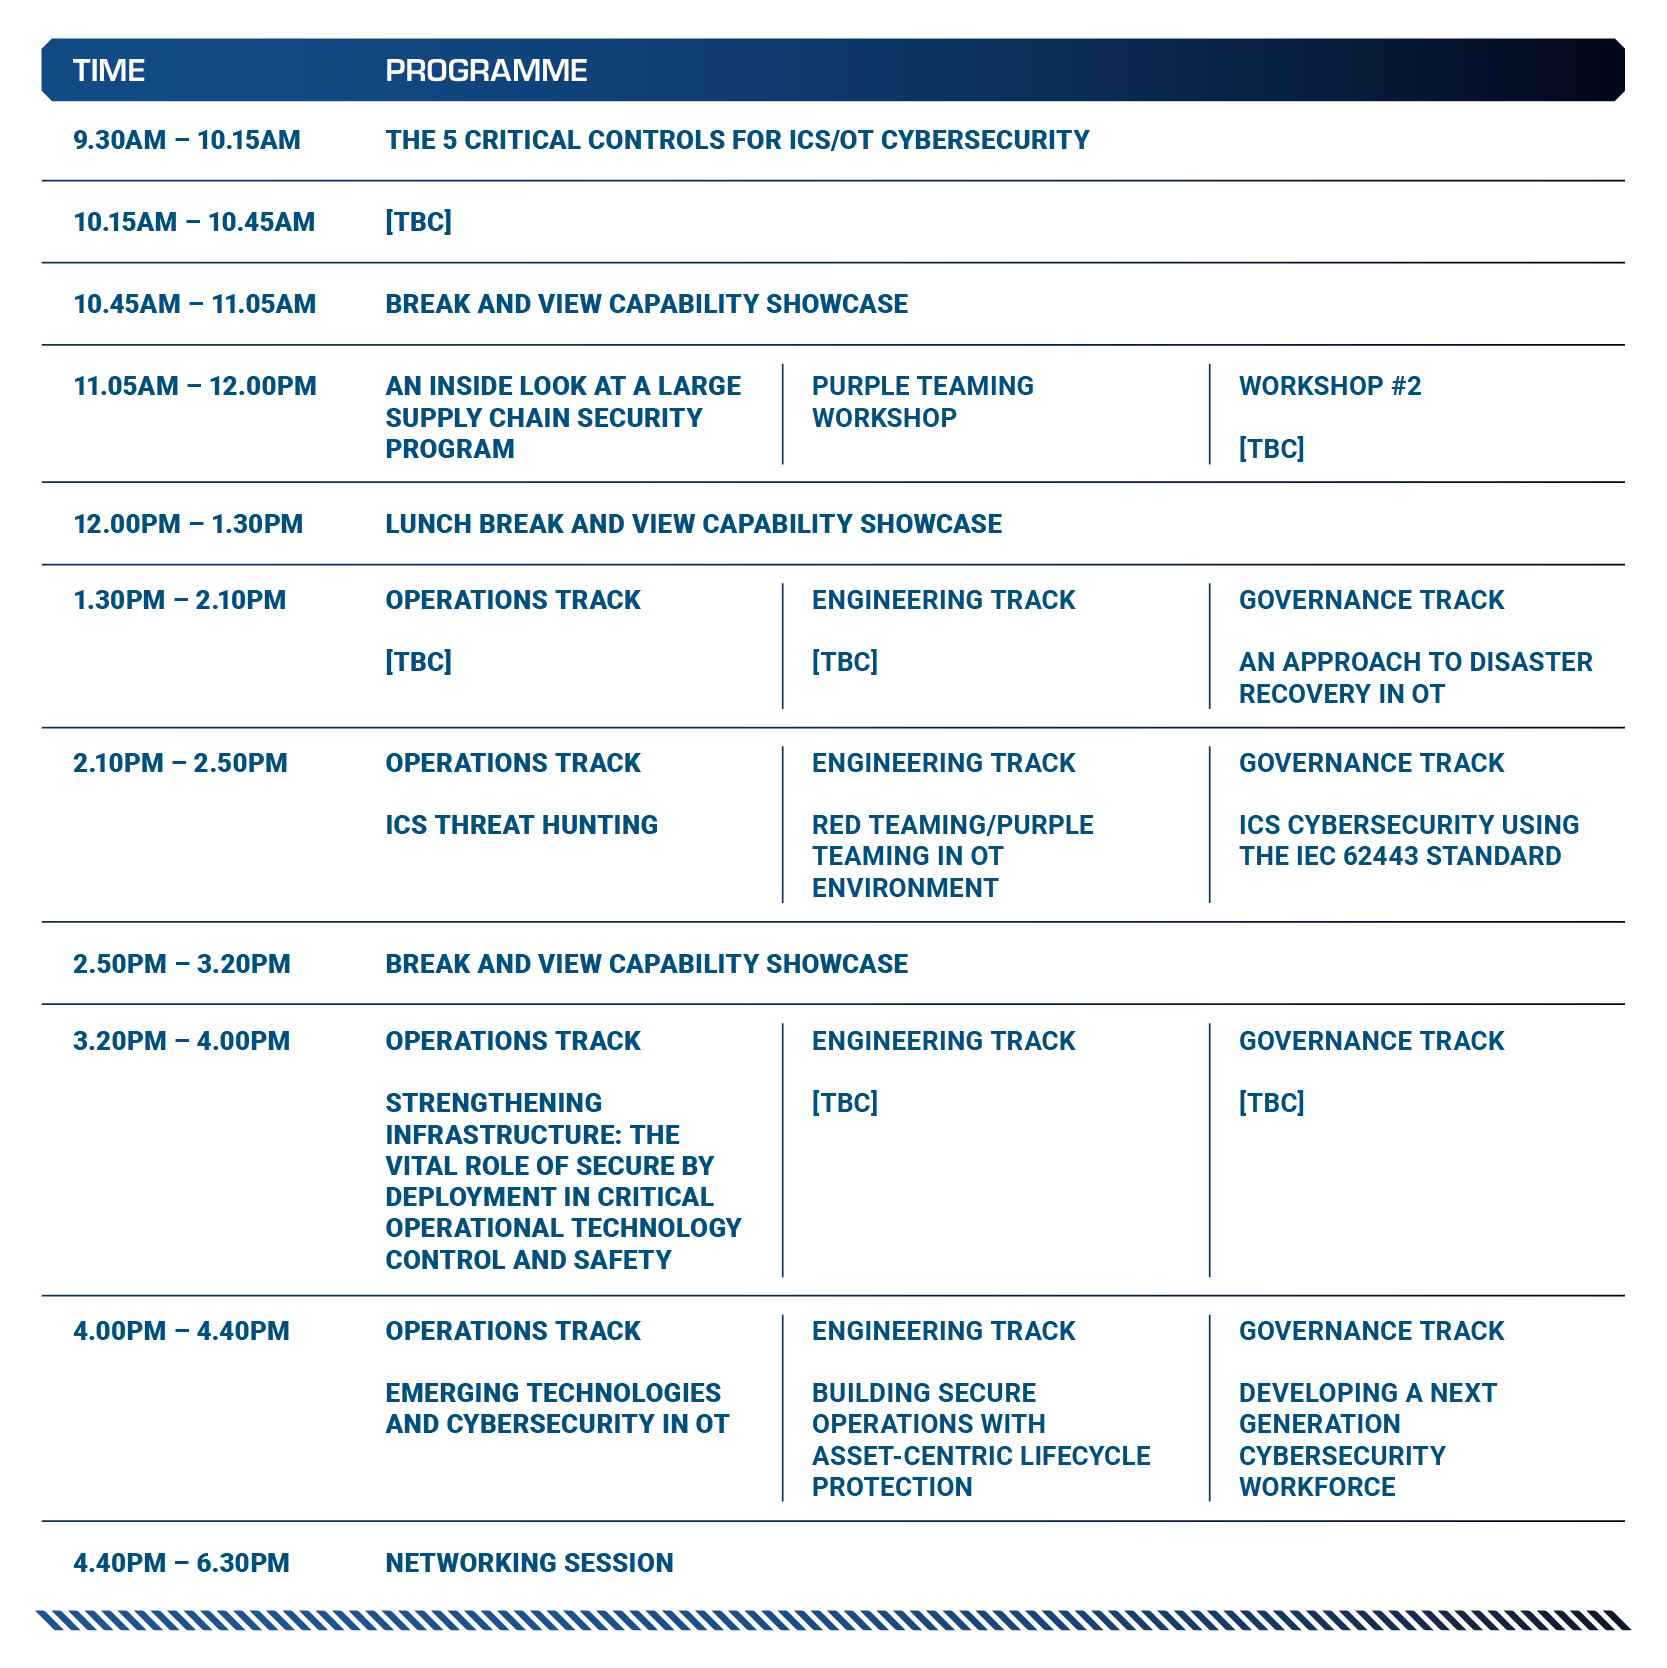 TIME
PROGRAMME
9.30AM – 10.15AM
THE 5 CRITICAL CONTROLS FOR ICS/OT CYBERSECURITY
10.15AM – 10.45AM
[TBC]
10.45AM – 11.05AM
BREAK AND VIEW CAPABILITY SHOWCASE
11.05AM – 12.00PM
AN INSIDE LOOK AT A LARGE
SUPPLY CHAIN SECURITY
PROGRAM
PURPLE TEAMING
WORKSHOP
WORKSHOP #2
[TBC]
12.00PM – 1.30PM
LUNCH BREAK AND VIEW CAPABILITY SHOWCASE
1.30PM – 2.10PM
OPERATIONS TRACK
[TBC]
ENGINEERING TRACK
[TBC]
GOVERNANCE TRACK
AN APPROACH TO DISASTER
RECOVERY IN OT
2.10PM – 2.50PM
OPERATIONS TRACK
ICS THREAT HUNTING
ENGINEERING TRACK
RED TEAMING/PURPLE
TEAMING IN OT
ENVIRONMENT
GOVERNANCE TRACK
ICS CYBERSECURITY USING
THE IEC 62443 STANDARD
2.50PM – 3.20PM
BREAK AND VIEW CAPABILITY SHOWCASE
3.20PM – 4.00PM
OPERATIONS TRACK
STRENGTHENING
INFRASTRUCTURE: THE
VITAL ROLE OF SECURE BY
DEPLOYMENT IN CRITICAL
OPERATIONAL TECHNOLOGY
CONTROL AND SAFETY
ENGINEERING TRACK
[TBC]
GOVERNANCE TRACK
[TBC]
4.00PM – 4.40PM
OPERATIONS TRACK
EMERGING TECHNOLOGIES
AND CYBERSECURITY IN OT
ENGINEERING TRACK
BUILDING SECURE
OPERATIONS WITH
ASSET-CENTRIC LIFECYCLE
PROTECTION
GOVERNANCE TRACK
DEVELOPING A NEXT
GENERATION
CYBERSECURITY
WORKFORCE
4.40PM – 6.30PM
NETWORKING SESSION